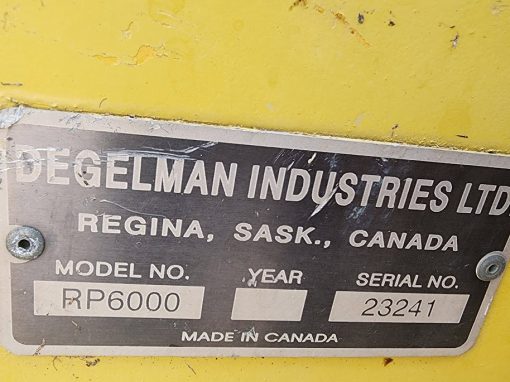 DEGELMAN INDUSTRIES LTD.
REGINA, SASK., CANADA
MODEL NO. YEAR SERIAL NO.
RP6000 23241
MADE IN CANADA